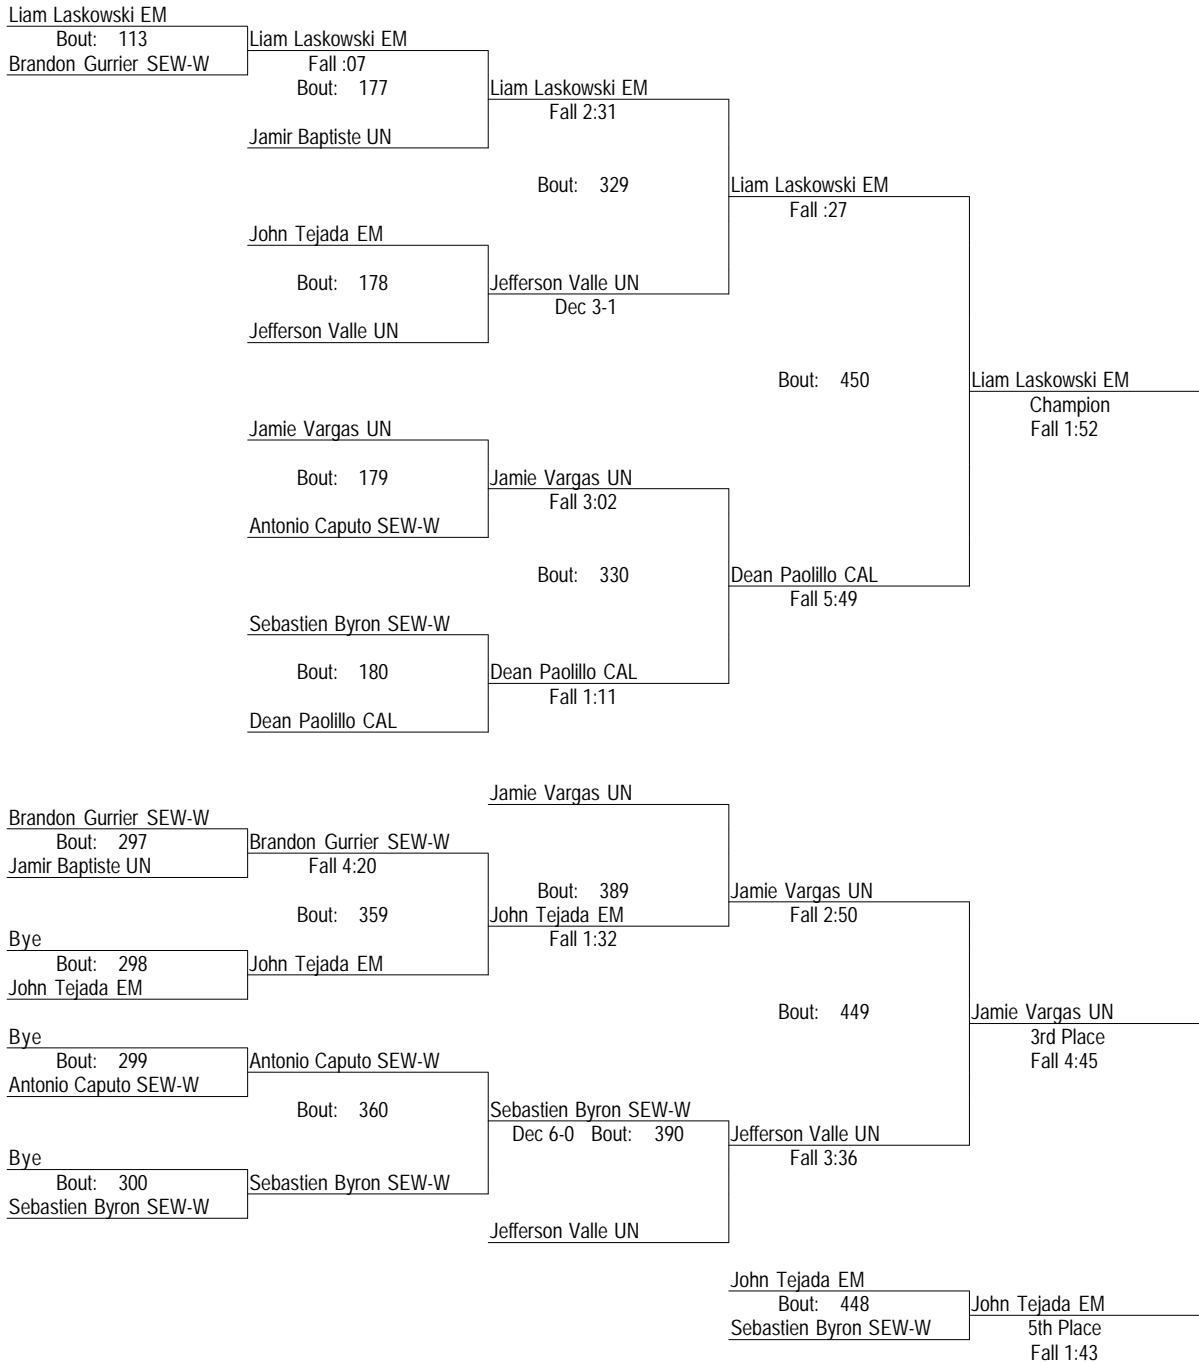 Liam Laskowski EM
Bout: 113
Brandon Gurrier SEW-W
Liam Laskowski EM
Fall :07
Bout: 177
Jamir Baptiste UN
Liam Laskowski EM
Fall 2:31
Bout: 329
John Tejada EM
Bout: 178
Jefferson Valle UN
Jefferson Valle UN
Dec 3-1
Liam Laskowski EM
Fall :27
Bout: 450
Liam Laskowski EM
Champion
Fall 1:52
Jamie Vargas UN
Bout: 179
Antonio Caputo SEW-W
Jamie Vargas UN
Fall 3:02
Bout: 330
Dean Paolillo CAL
Fall 5:49
Sebastien Byron SEW-W
Bout: 180
Dean Paolillo CAL
Dean Paolillo CAL
Fall 1:11
Jamie Vargas UN
Brandon Gurrier SEW-W
Bout: 297
Jamir Baptiste UN
Brandon Gurrier SEW-W
Fall 4:20
Bout: 359
Bye
Bout: 298
John Tejada EM
John Tejada EM
Bout: 389
John Tejada EM
Fall 1:32
Jamie Vargas UN
Fall 2:50
Bout: 449
Jamie Vargas UN
3rd Place
Fall 4:45
Bye
Bout: 299
Antonio Caputo SEW-W
Antonio Caputo SEW-W
Bout: 360
Bye
Bout: 300
Sebastien Byron SEW-W
Sebastien Byron SEW-W
Sebastien Byron SEW-W
Dec 6-0 Bout: 390
Jefferson Valle UN
Fall 3:36
Jefferson Valle UN
John Tejada EM
Bout: 448
Sebastien Byron SEW-W
John Tejada EM
5th Place
Fall 1:43